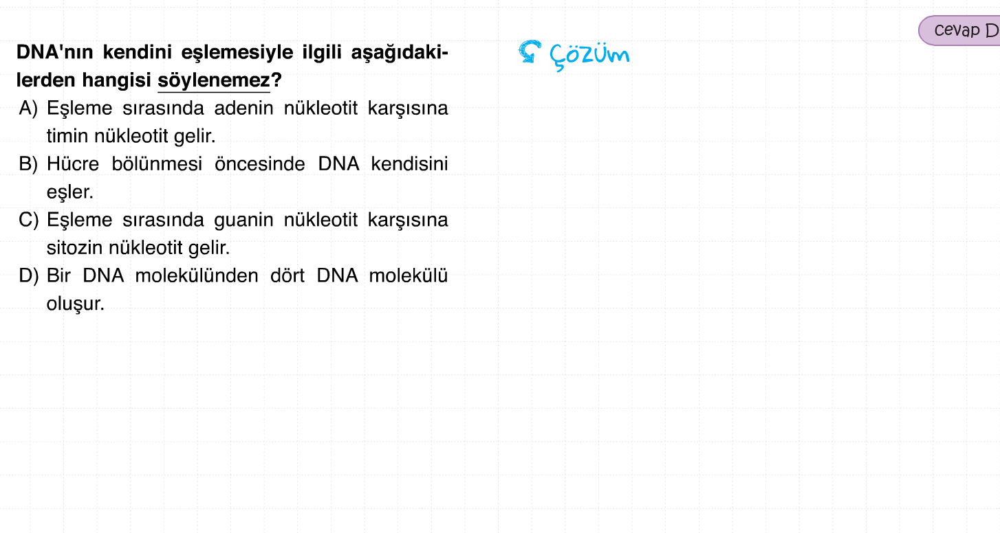 DNA'nın kendini eşlemesiyle ilgili aşağıdaki-
lerden hangisi söylenemez?
A) Eşleme sırasında adenin nükleotit karşısına
timin nükleotit gelir.
B) Hücre bölünmesi öncesinde DNA kendisini
eşler.
C) Eşleme sırasında guanin nükleotit karşısına
sitozin nükleotit gelir.
D) Bir DNA molekülünden dört DNA molekülü
oluşur.
Çözüm
Cevap D